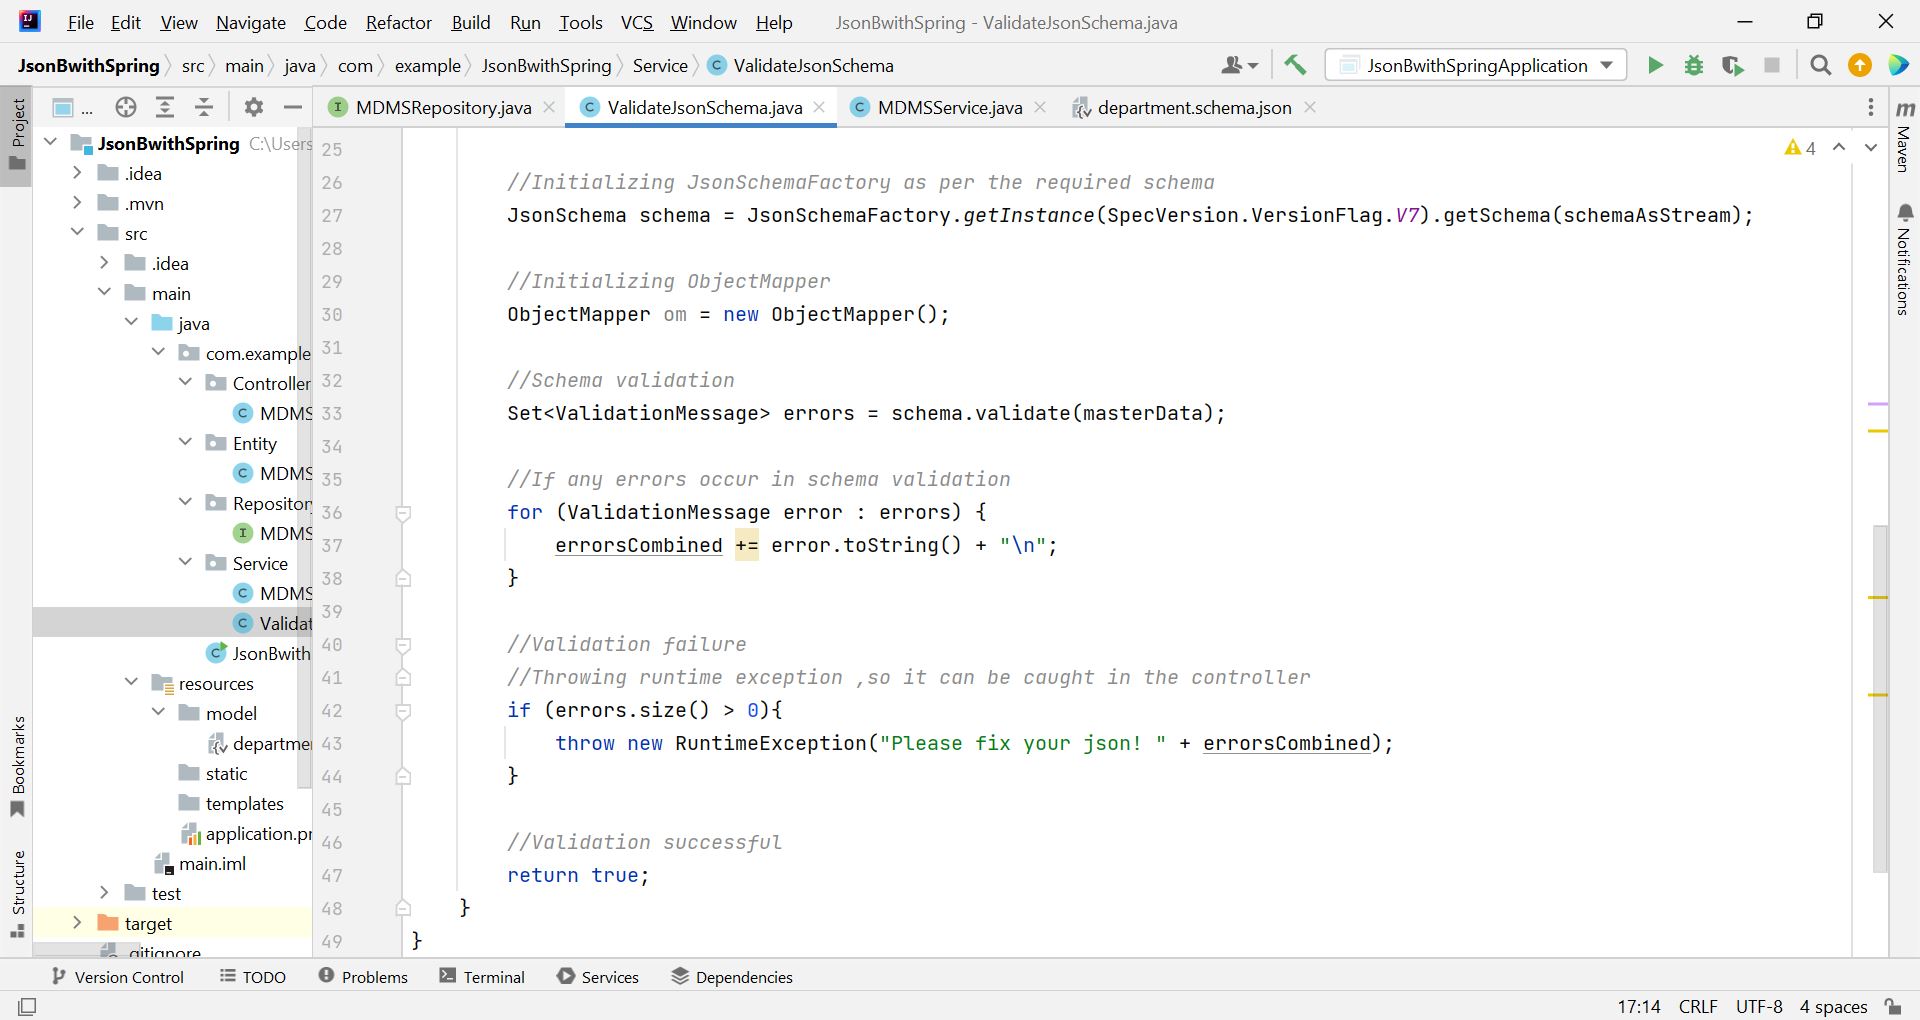 File Edit View Navigate Code Refactor Build Run Tools VCS Window Help JsonBwithSpring - ValidateJsonSchema.java
JsonBwithSpring src main java com example JsonBwithSpring Service ValidateJsonSchema JsonBwithSpringApplication
Project
...
MDMSRepository.java ValidateJsonSchema.java MDMSService.java department.schema.json
JsonBwithSpring C:\Users
.idea
.mvn
src
.idea
main
java
com.example
Controller
MDMS
Entity
MDMS
Repository
MDMS
Service
MDMS
Validat
JsonBwith
resources
model
departme
static
templates
application.pr
main.iml
test
target
.gitignore
Bookmarks
Structure
4
25
26 //Initializing JsonSchemaFactory as per the required schema
27 JsonSchema schema = JsonSchemaFactory.getInstance(SpecVersion.VersionFlag.V7).getSchema(schemaAsStream);
28
29 //Initializing ObjectMapper
30 ObjectMapper om = new ObjectMapper();
31
32 //Schema validation
33 Set<ValidationMessage> errors = schema.validate(masterData);
34
35 //If any errors occur in schema validation
36 for (ValidationMessage error : errors) {
37 errorsCombined += error.toString() + "\n";
38 }
39
40 //Validation failure
41 //Throwing runtime exception ,so it can be caught in the controller
42 if (errors.size() > 0){
43 throw new RuntimeException("Please fix your json! " + errorsCombined);
44 }
45
46 //Validation successful
47 return true;
48 }
49 }
m Maven
Notifications
Version Control TODO Problems Terminal Services Dependencies
17:14 CRLF UTF-8 4 spaces